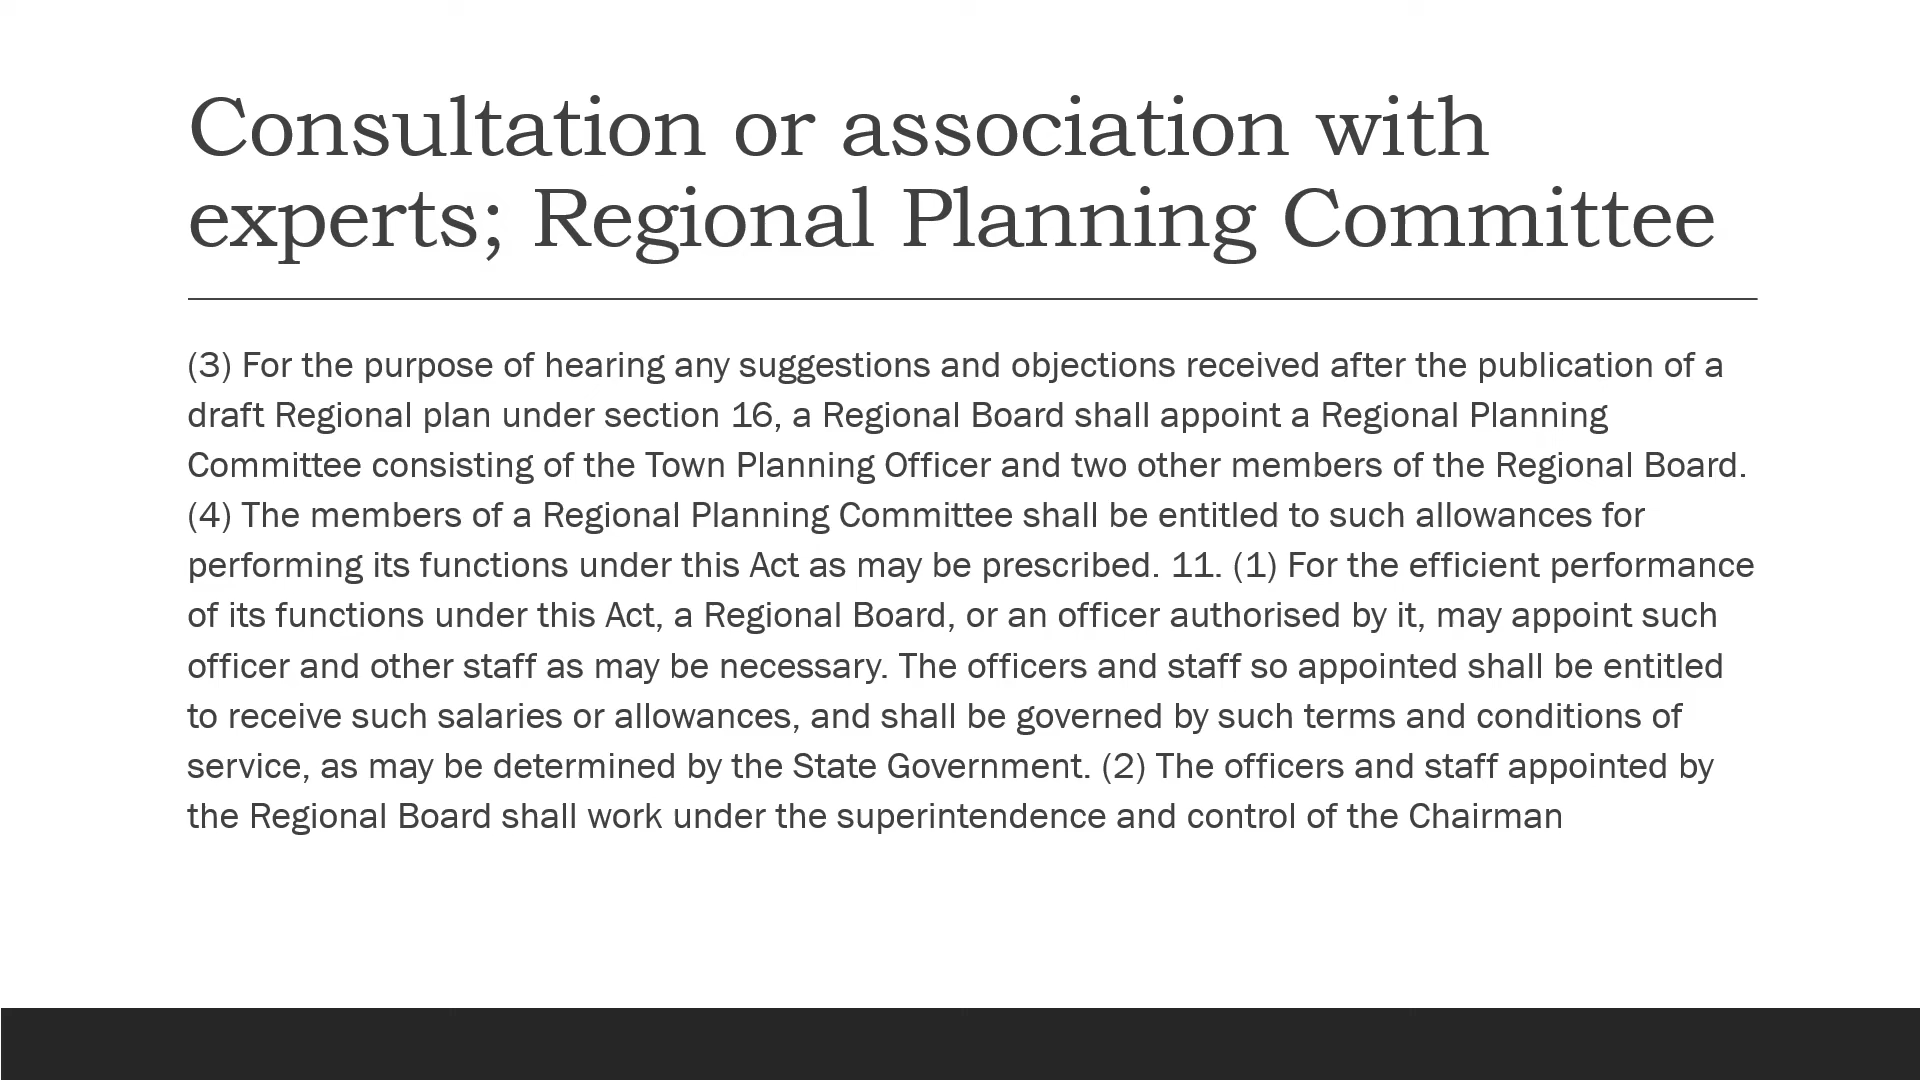 Consultation or association with
experts; Regional Planning Committee
(3) For the purpose of hearing any suggestions and objections received after the publication of a
draft Regional plan under section 16, a Regional Board shall appoint a Regional Planning
Committee consisting of the Town Planning Officer and two other members of the Regional Board.
(4) The members of a Regional Planning Committee shall be entitled to such allowances for
performing its functions under this Act as may be prescribed. 11. (1) For the efficient performance
of its functions under this Act, a Regional Board, or an officer authorised by it, may appoint such
officer and other staff as may be necessary. The officers and staff so appointed shall be entitled
to receive such salaries or allowances, and shall be governed by such terms and conditions of
service, as may be determined by the State Government. (2) The officers and staff appointed by
the Regional Board shall work under the superintendence and control of the Chairman